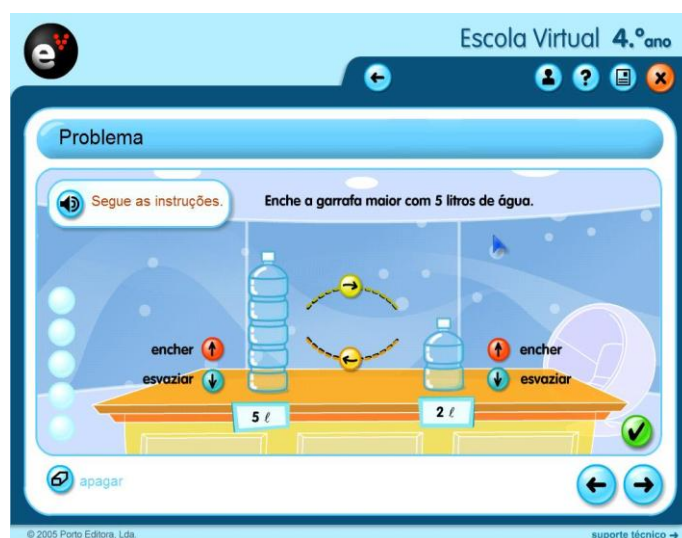 Escola Virtual 4.º ano
ev
?
Problema
Segue as instruções.
Enche a garrafa maior com 5 litros de água.
encher
esvaziar
encher
esvaziar
5 ℓ
2 ℓ
apagar
© 2005 Porto Editora, Lda.
suporte técnico